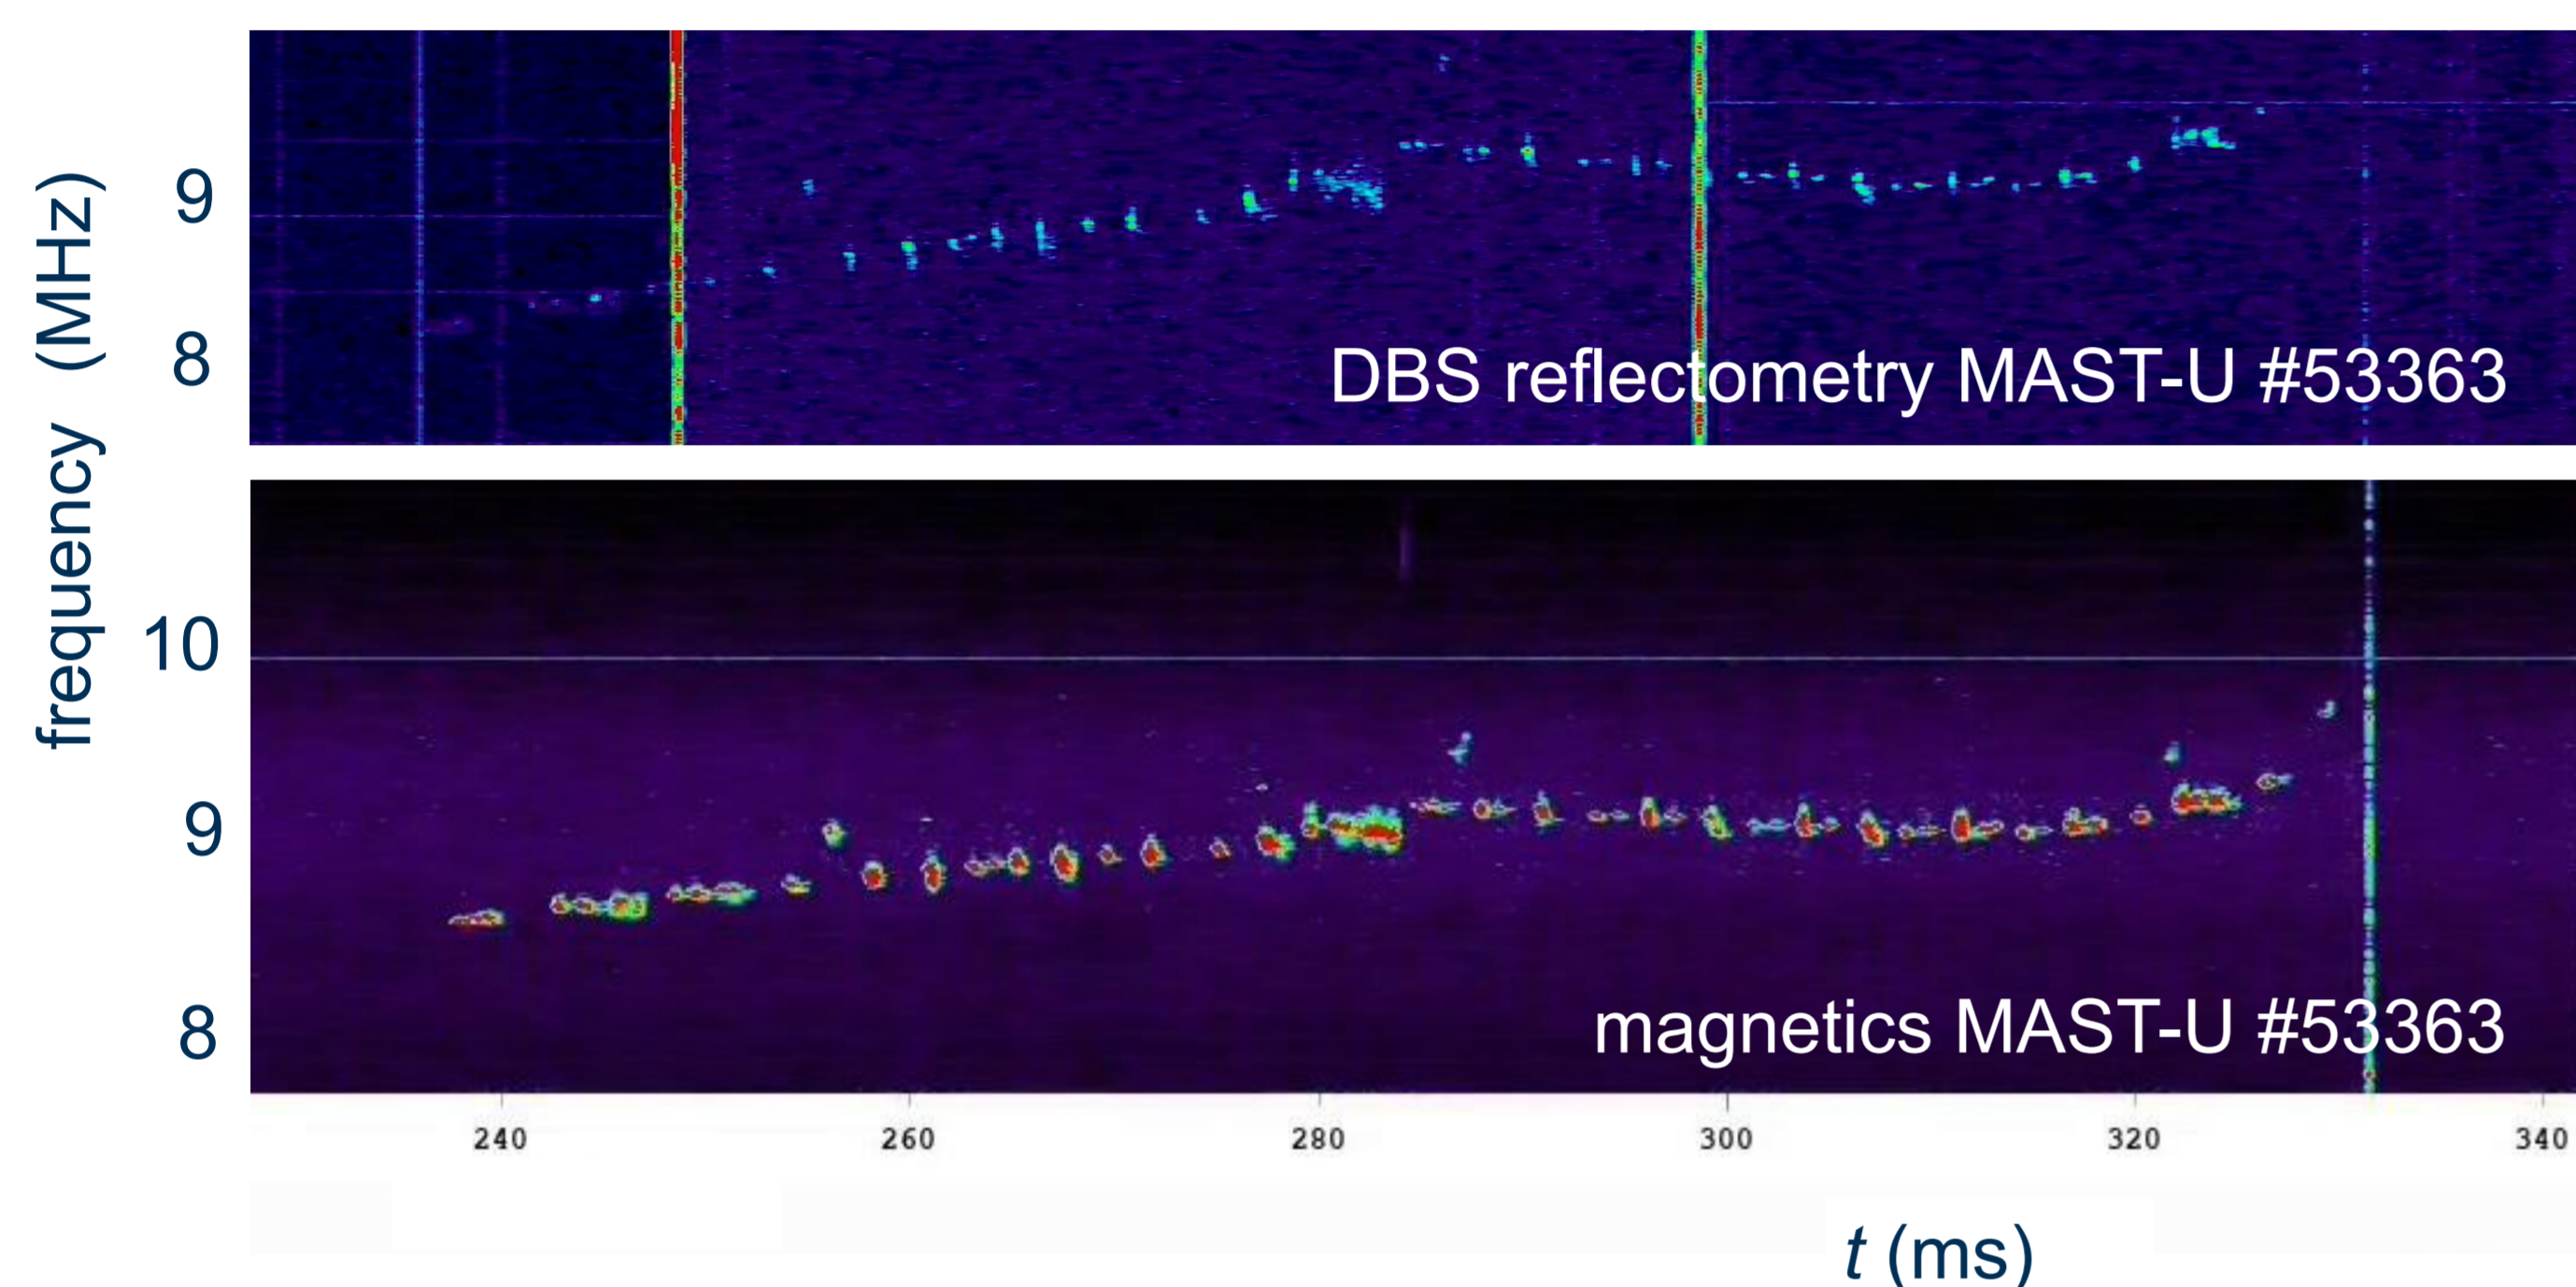 frequency (MHz)
9
8
DBS reflectometry MAST-U #53363
10
9
8
magnetics MAST-U #53363
240 260 280 300 320 340
t (ms)